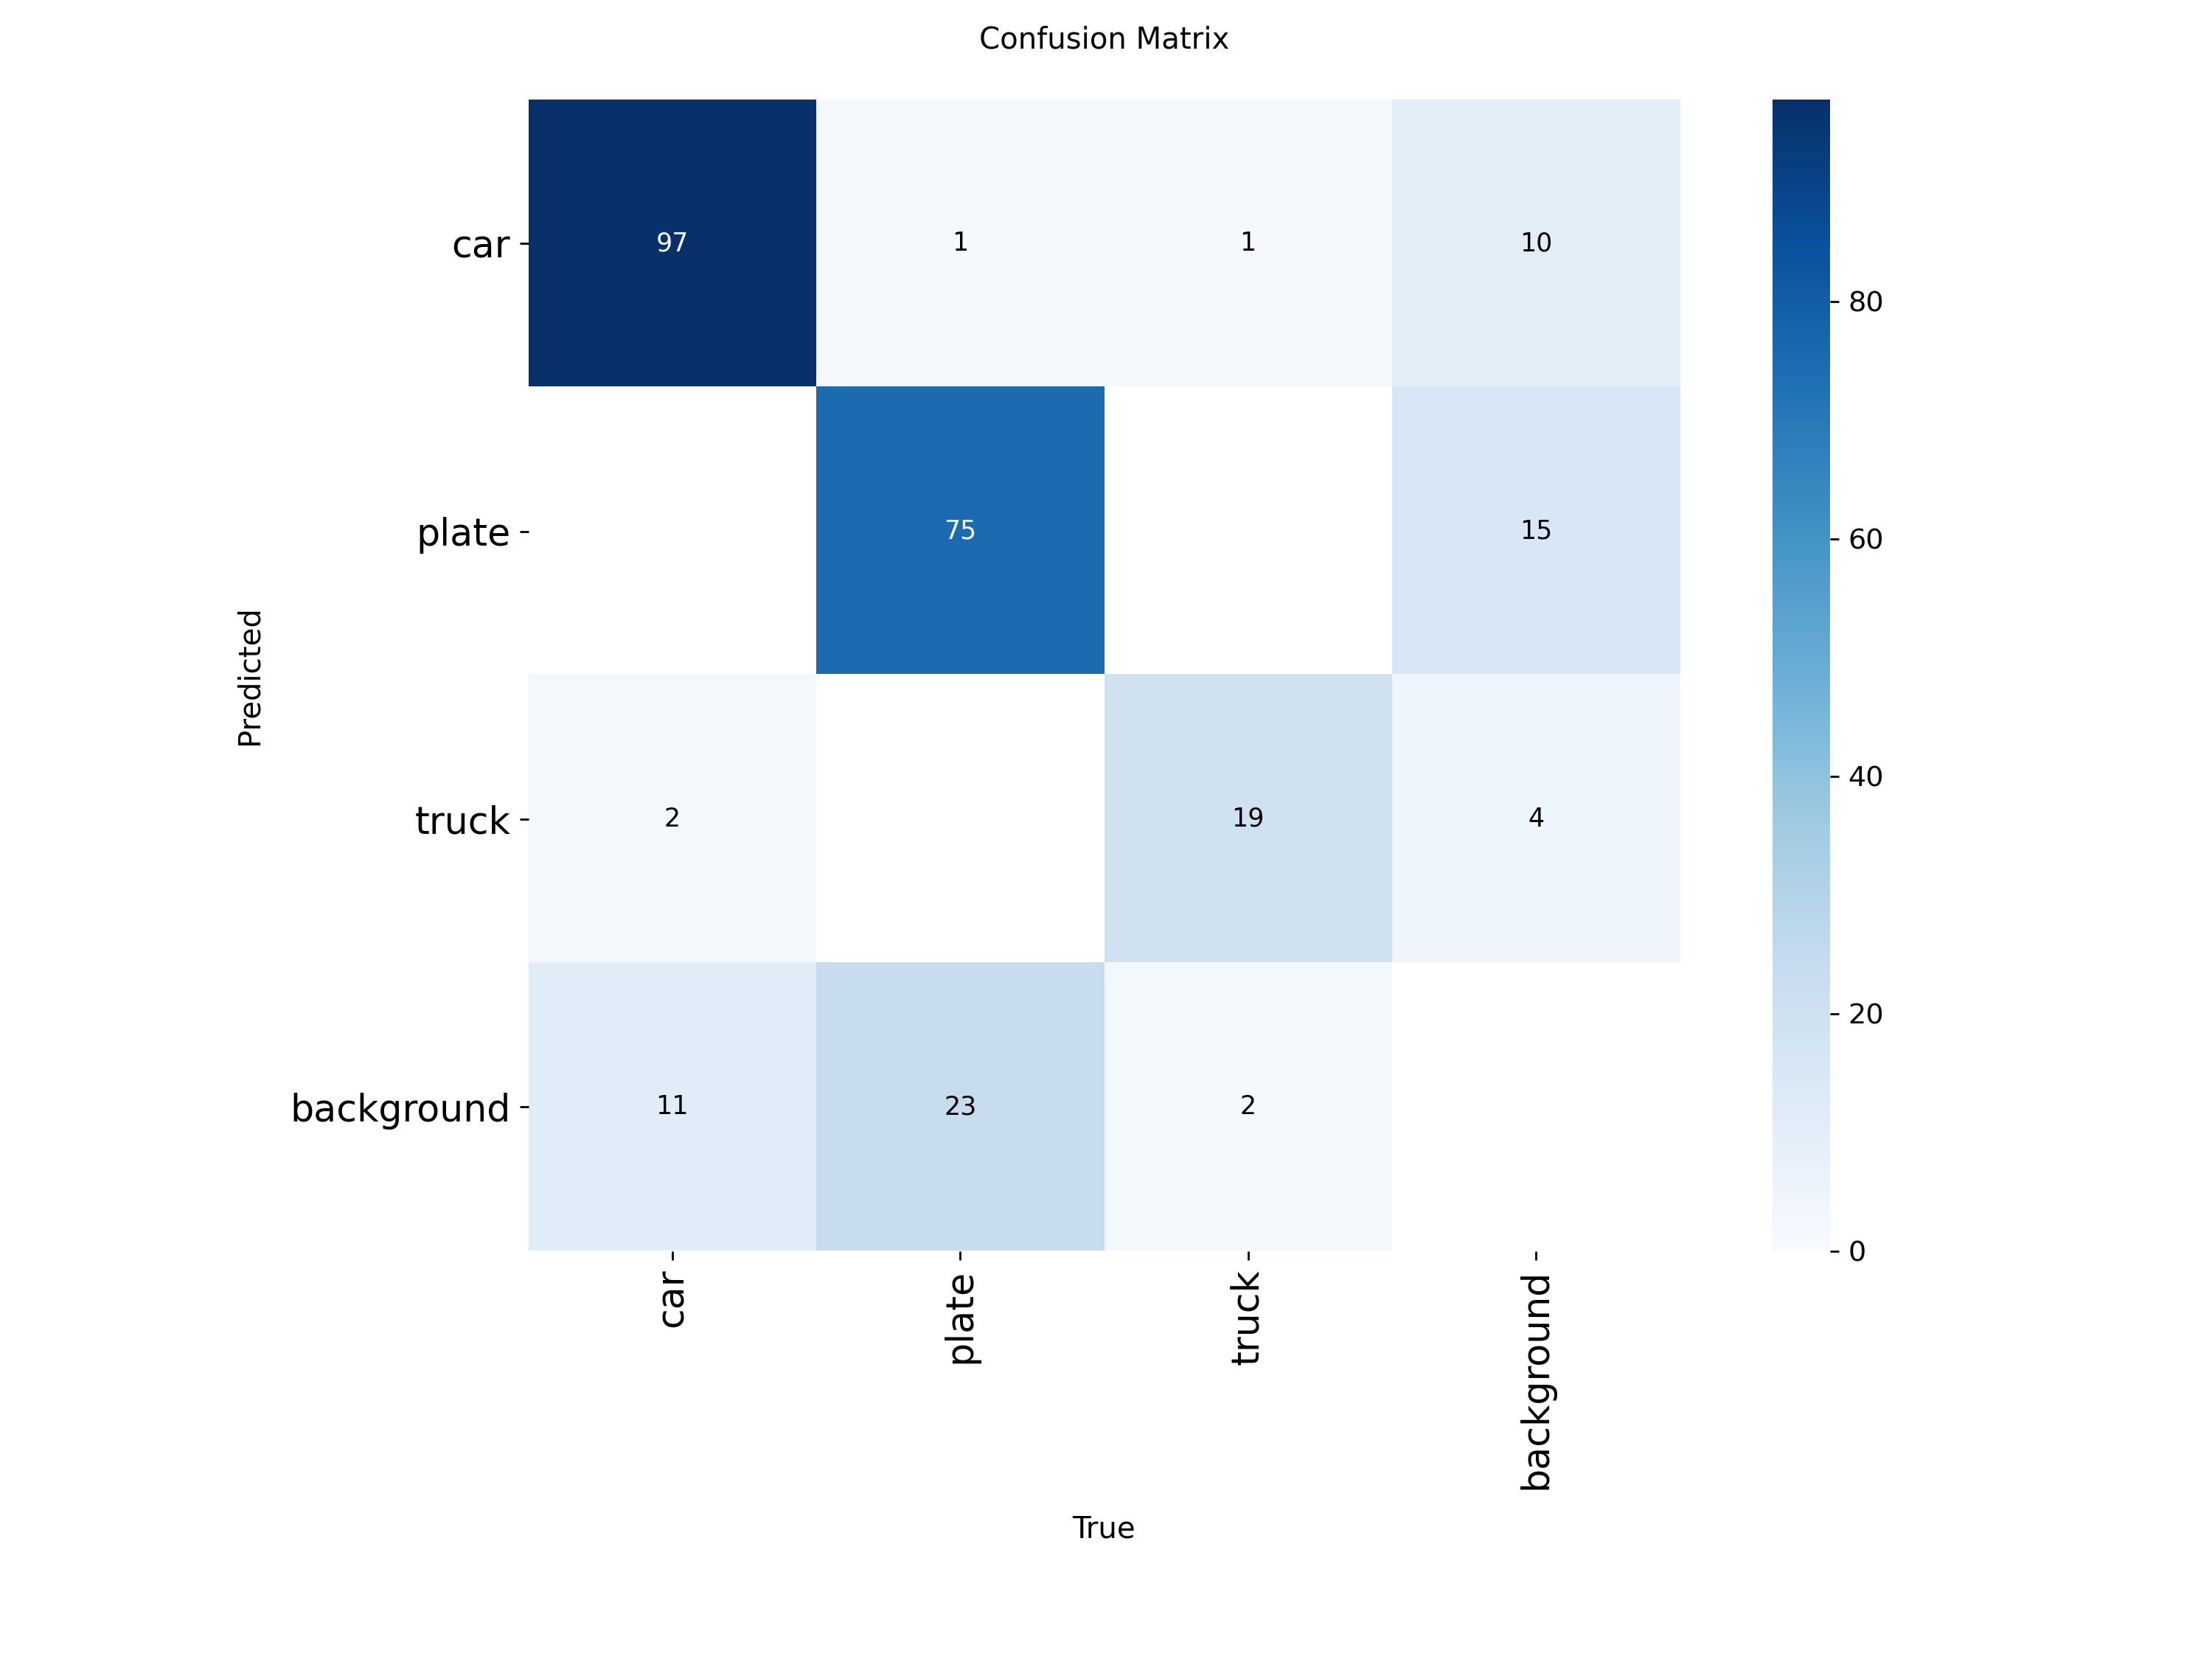 Confusion Matrix
car 97 1 1 10
plate 75 15
truck 2 19 4
background 11 23 2
car plate truck background
Predicted
True
80
60
40
20
0